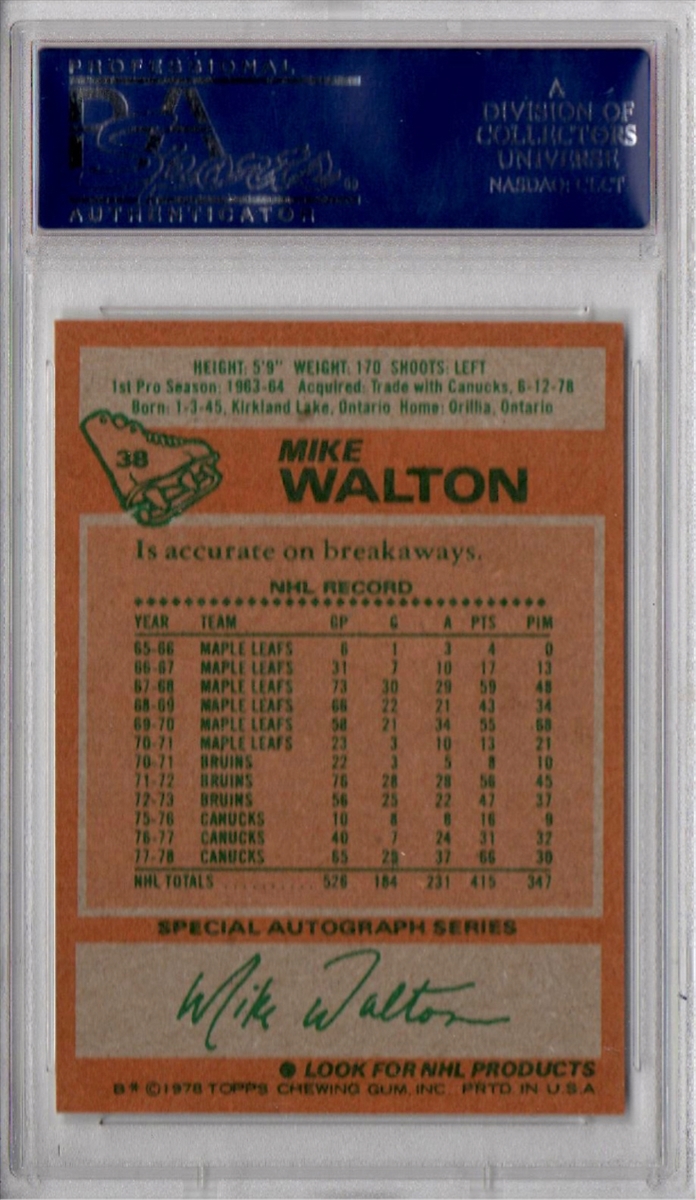 PROFESSIONAL
PSA
AUTHENTICATOR
A
DIVISION OF
COLLECTORS
UNIVERSE
NASDAQ: CLCT
HEIGHT: 5'9" WEIGHT: 170 SHOOTS: LEFT
1st Pro Season: 1963-64 Acquired: Trade with Canucks, 6-12-78
Born: 1-3-45, Kirkland Lake, Ontario Home: Orillia, Ontario
38
MIKE
WALTON
Is accurate on breakaways.
NHL RECORD
YEAR TEAM GP G A PTS PIM
65-66 MAPLE LEAFS 6 1 3 4 0
66-67 MAPLE LEAFS 31 7 10 17 13
67-68 MAPLE LEAFS 73 30 29 59 48
68-69 MAPLE LEAFS 66 22 21 43 34
69-70 MAPLE LEAFS 58 21 34 55 68
70-71 MAPLE LEAFS 23 3 10 13 21
70-71 BRUINS 22 3 5 8 10
71-72 BRUINS 76 28 28 56 45
72-73 BRUINS 56 25 22 47 37
75-76 CANUCKS 10 8 8 16 9
76-77 CANUCKS 40 7 24 31 32
77-78 CANUCKS 65 29 37 66 30
NHL TOTALS .......... 526 184 231 415 347
SPECIAL AUTOGRAPH SERIES
Mike Walton
LOOK FOR NHL PRODUCTS
B* ©1978 TOPPS CHEWING GUM, INC. PRTD. IN U.S.A